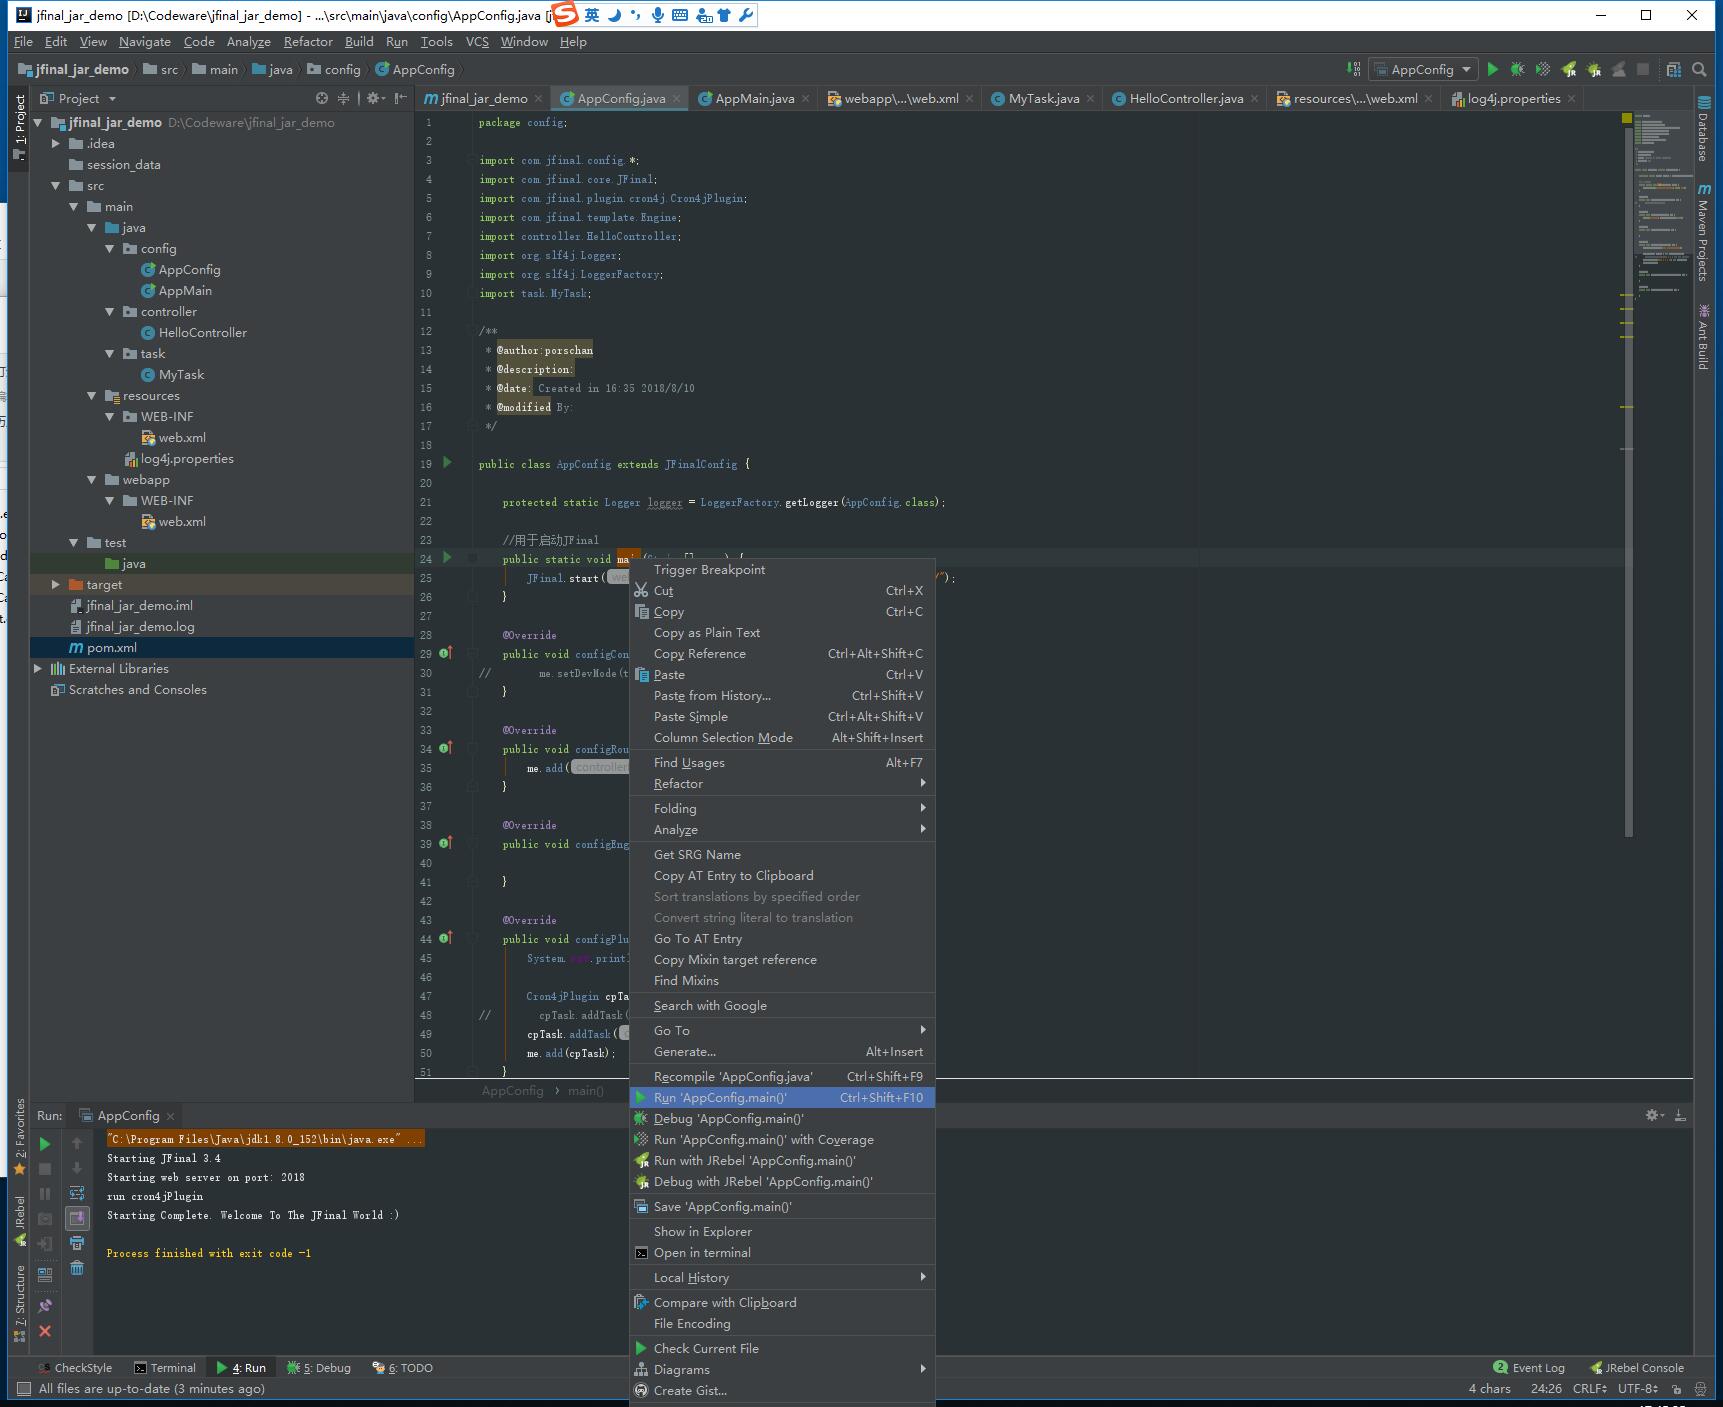 jfinal_jar_demo [D:\Codeware\jfinal_jar_demo] - ...\src\main\java\config\AppConfig.java [j
英
File Edit View Navigate Code Analyze Refactor Build Run Tools VCS Window Help
jfinal_jar_demo src main java config AppConfig
AppConfig
Project
jfinal_jar_demo AppConfig.java AppMain.java webapp\...\web.xml MyTask.java HelloController.java resources\...\web.xml log4j.properties
1: Project
jfinal_jar_demo D:\Codeware\jfinal_jar_demo
.idea
session_data
src
main
java
config
AppConfig
AppMain
controller
HelloController
task
MyTask
resources
WEB-INF
web.xml
log4j.properties
webapp
WEB-INF
web.xml
test
java
target
jfinal_jar_demo.iml
jfinal_jar_demo.log
pom.xml
External Libraries
Scratches and Consoles
1 package config;
2
3 import com.jfinal.config.*;
4 import com.jfinal.core.JFinal;
5 import com.jfinal.plugin.cron4j.Cron4jPlugin;
6 import com.jfinal.template.Engine;
7 import controller.HelloController;
8 import org.slf4j.Logger;
9 import org.slf4j.LoggerFactory;
10 import task.MyTask;
11
12 /**
13 * @author:porschan
14 * @description:
15 * @date: Created in 16:35 2018/8/10
16 * @modified By:
17 */
18
19 public class AppConfig extends JFinalConfig {
20
21 protected static Logger logger = LoggerFactory.getLogger(AppConfig.class);
22
23 //用于启动JFinal
24 public static void mai
25 JFinal.start( we ");
26 }
27
28 @Override
29 public void configCon
30 // me.setDevMode(t
31 }
32
33 @Override
34 public void configRou
35 me.add( controller
36 }
37
38 @Override
39 public void configEng
40
41 }
42
43 @Override
44 public void configPlu
45 System.out.printl
46
47 Cron4jPlugin cpTa
48 // cpTask.addTask(
49 cpTask.addTask(
50 me.add(cpTask);
51 }
AppConfig main()
Trigger Breakpoint
Cut Ctrl+X
Copy Ctrl+C
Copy as Plain Text
Copy Reference Ctrl+Alt+Shift+C
Paste Ctrl+V
Paste from History... Ctrl+Shift+V
Paste Simple Ctrl+Alt+Shift+V
Column Selection Mode Alt+Shift+Insert
Find Usages Alt+F7
Refactor
Folding
Analyze
Get SRG Name
Copy AT Entry to Clipboard
Sort translations by specified order
Convert string literal to translation
Go To AT Entry
Copy Mixin target reference
Find Mixins
Search with Google
Go To
Generate... Alt+Insert
Recompile 'AppConfig.java' Ctrl+Shift+F9
Run 'AppConfig.main()' Ctrl+Shift+F10
Debug 'AppConfig.main()'
Run 'AppConfig.main()' with Coverage
Run with JRebel 'AppConfig.main()'
Debug with JRebel 'AppConfig.main()'
Save 'AppConfig.main()'
Show in Explorer
Open in terminal
Local History
Compare with Clipboard
File Encoding
Check Current File
Diagrams
Create Gist...
Database
Maven Projects
Ant Build
2: Favorites
JRebel
7: Structure
Run: AppConfig
"C:\Program Files\Java\jdk1.8.0_152\bin\java.exe" ...
Starting JFinal 3.4
Starting web server on port: 2018
run cron4jPlugin
Starting Complete. Welcome To The JFinal World :)
Process finished with exit code -1
CheckStyle Terminal 4: Run 5: Debug 6: TODO
2 Event Log JRebel Console
All files are up-to-date (3 minutes ago)
4 chars 24:26 CRLF UTF-8